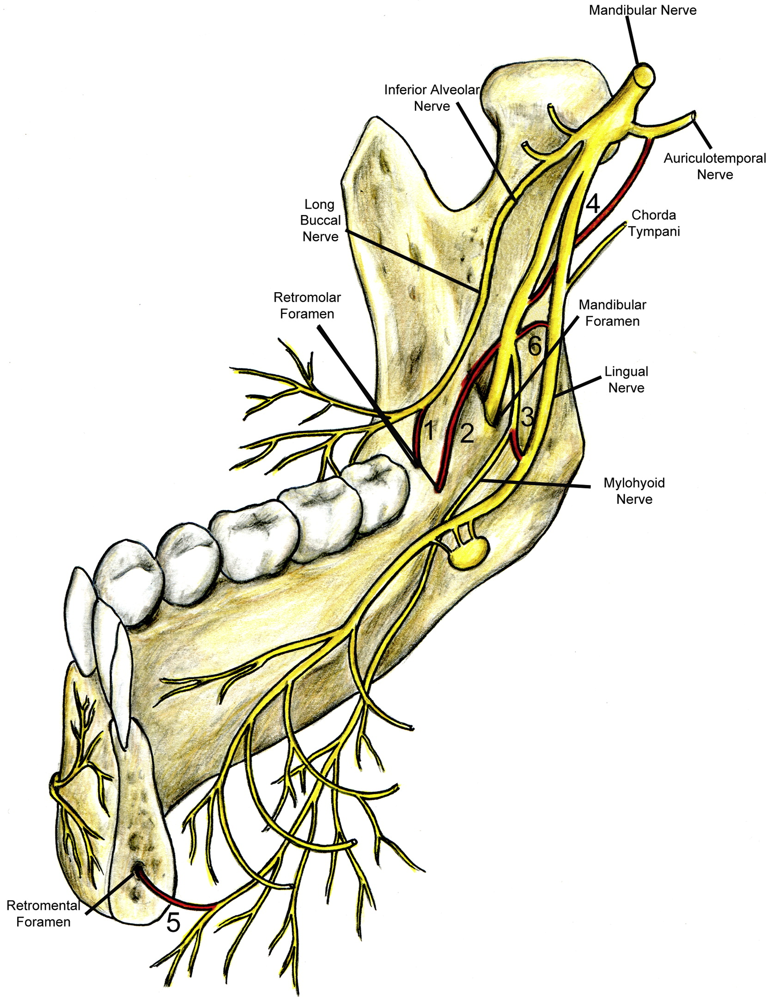 Mandibular Nerve
Inferior Alveolar
Nerve
Auriculotemporal
Nerve
4
Long
Buccal
Nerve
Chorda
Tympani
Retromolar
Foramen
Mandibular
Foramen
6
Lingual
Nerve
3
1
2
Mylohyoid
Nerve
Retromental
Foramen
5